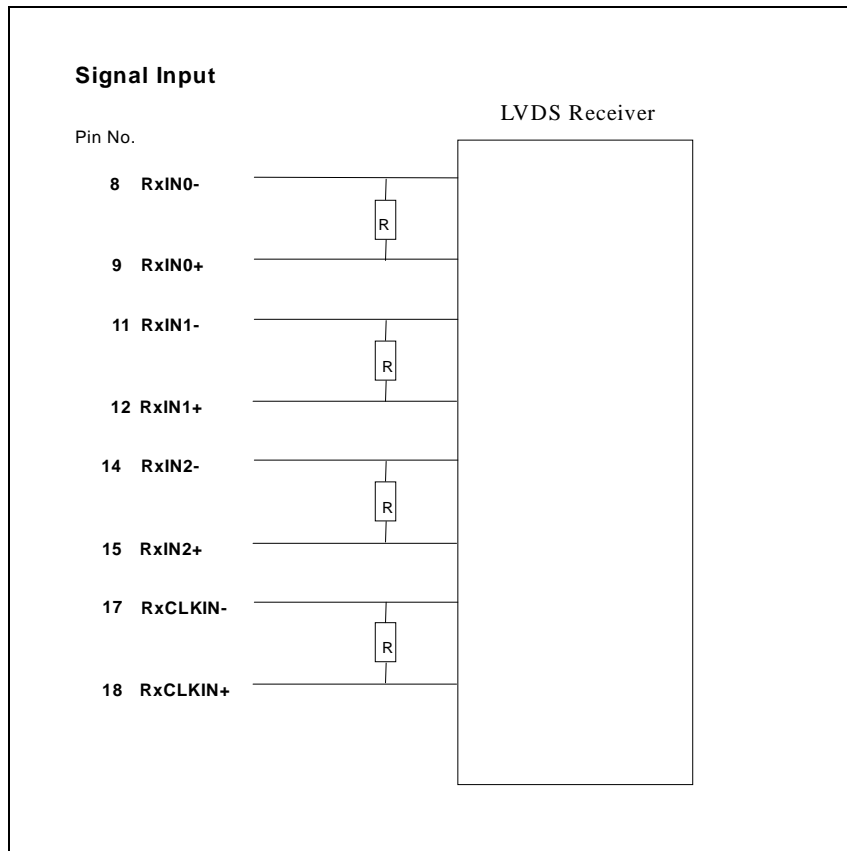 Signal Input
LVDS Receiver
Pin No.
8 RxIN0-
R
9 RxIN0+
11 RxIN1-
R
12 RxIN1+
14 RxIN2-
R
15 RxIN2+
17 RxCLKIN-
R
18 RxCLKIN+